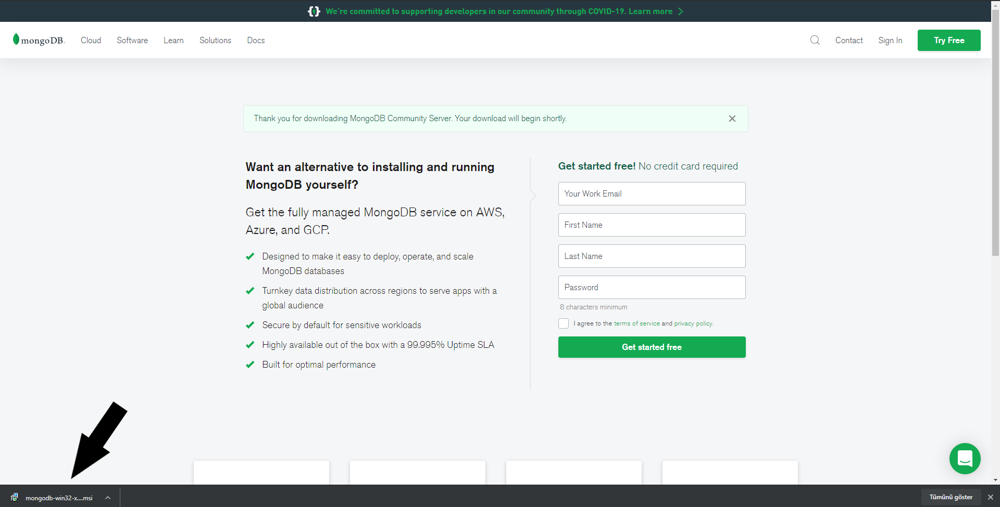 We're committed to supporting developers in our community through COVID-19. Learn more
mongoDB.
Cloud
Software
Learn
Solutions
Docs
Contact
Sign In
Try Free
Thank you for downloading MongoDB Community Server. Your download will begin shortly.
Want an alternative to installing and running
MongoDB yourself?
Get the fully managed MongoDB service on AWS,
Azure, and GCP.
Designed to make it easy to deploy, operate, and scale
MongoDB databases
Turnkey data distribution across regions to serve apps with a
global audience
Secure by default for sensitive workloads
Highly available out of the box with a 99.995% Uptime SLA
Built for optimal performance
Get started free! No credit card required
Your Work Email
First Name
Last Name
Password
8 characters minimum
I agree to the terms of service and privacy policy.
Get started free
mongodb-win32-x....msi
Tümünü göster